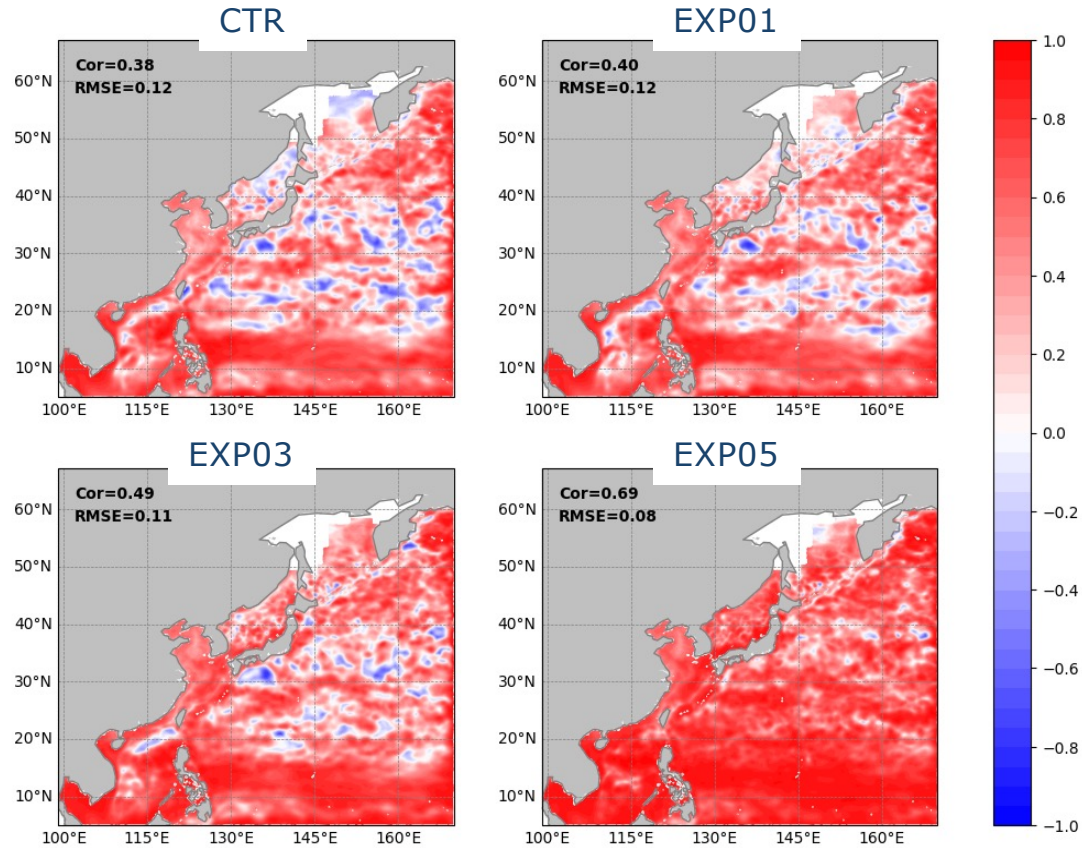 CTR
EXP01
Cor=0.38
RMSE=0.12
60°N
50°N
40°N
30°N
20°N
10°N
100°E 115°E 130°E 145°E 160°E
Cor=0.40
RMSE=0.12
60°N
50°N
40°N
30°N
20°N
10°N
100°E 115°E 130°E 145°E 160°E
EXP03
EXP05
Cor=0.49
RMSE=0.11
60°N
50°N
40°N
30°N
20°N
10°N
100°E 115°E 130°E 145°E 160°E
Cor=0.69
RMSE=0.08
60°N
50°N
40°N
30°N
20°N
10°N
100°E 115°E 130°E 145°E 160°E
1.0
0.8
0.6
0.4
0.2
0.0
−0.2
−0.4
−0.6
−0.8
−1.0